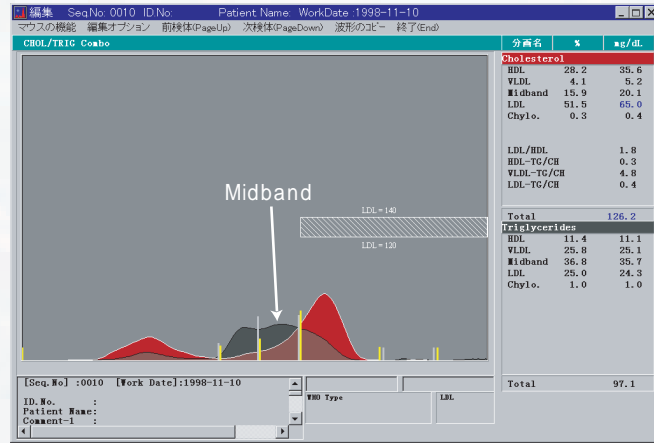 編集 Seq.No: 0010 ID.No: Patient Name: WorkDate :1998-11-10
マウスの機能 編集オプション 前検体(PageUp) 次検体(PageDown) 波形のコピー 終了(End)
CHOL/TRIG Combo
分画名 % mg/dL
Cholesterol
HDL 28.2 35.6
VLDL 4.1 5.2
Midband 15.9 20.1
LDL 51.5 65.0
Chylo. 0.3 0.4
LDL/HDL 1.8
HDL-TG/CH 0.3
VLDL-TG/CH 4.8
LDL-TG/CH 0.4
Total 126.2
Triglycerides
HDL 11.4 11.1
VLDL 25.8 25.1
Midband 36.8 35.7
LDL 25.0 24.3
Chylo. 1.0 1.0
Total 97.1
Midband
LDL = 140
LDL = 120
[Seq.No] :0010 [Work Date]:1998-11-10
ID.No. :
Patient Name:
Comment-1 :
WHO Type
LDL